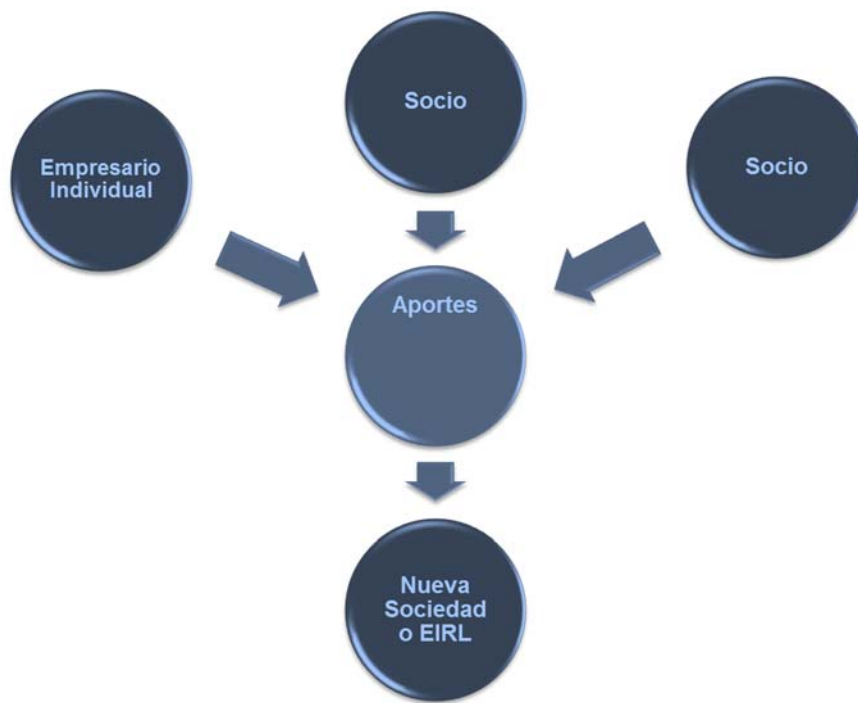 Socio
Empresario
Individual
Socio
Aportes
Nueva
Sociedad
o EIRL